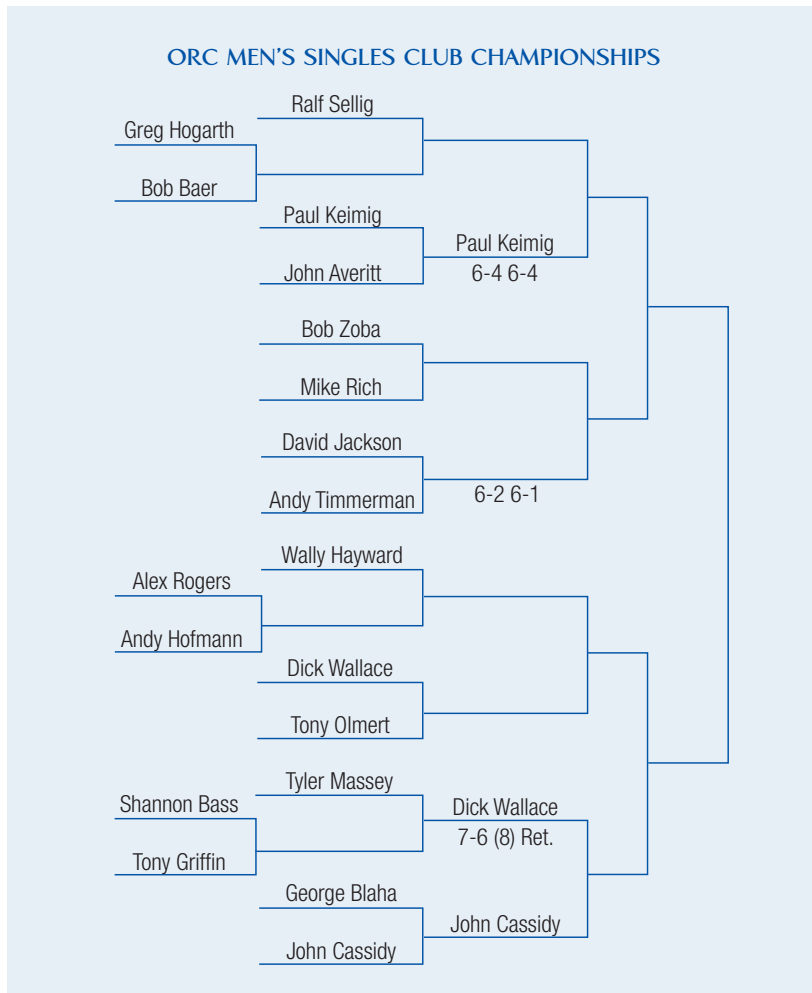 ORC MEN'S SINGLES CLUB CHAMPIONSHIPS
Ralf Sellig
Greg Hogarth
Bob Baer
Paul Keimig
Paul Keimig
John Averitt
6-4 6-4
Bob Zoba
Mike Rich
David Jackson
Andy Timmerman
6-2 6-1
Wally Hayward
Alex Rogers
Andy Hofmann
Dick Wallace
Tony Olmert
Tyler Massey
Shannon Bass
Dick Wallace
7-6 (8) Ret.
Tony Griffin
George Blaha
John Cassidy
John Cassidy